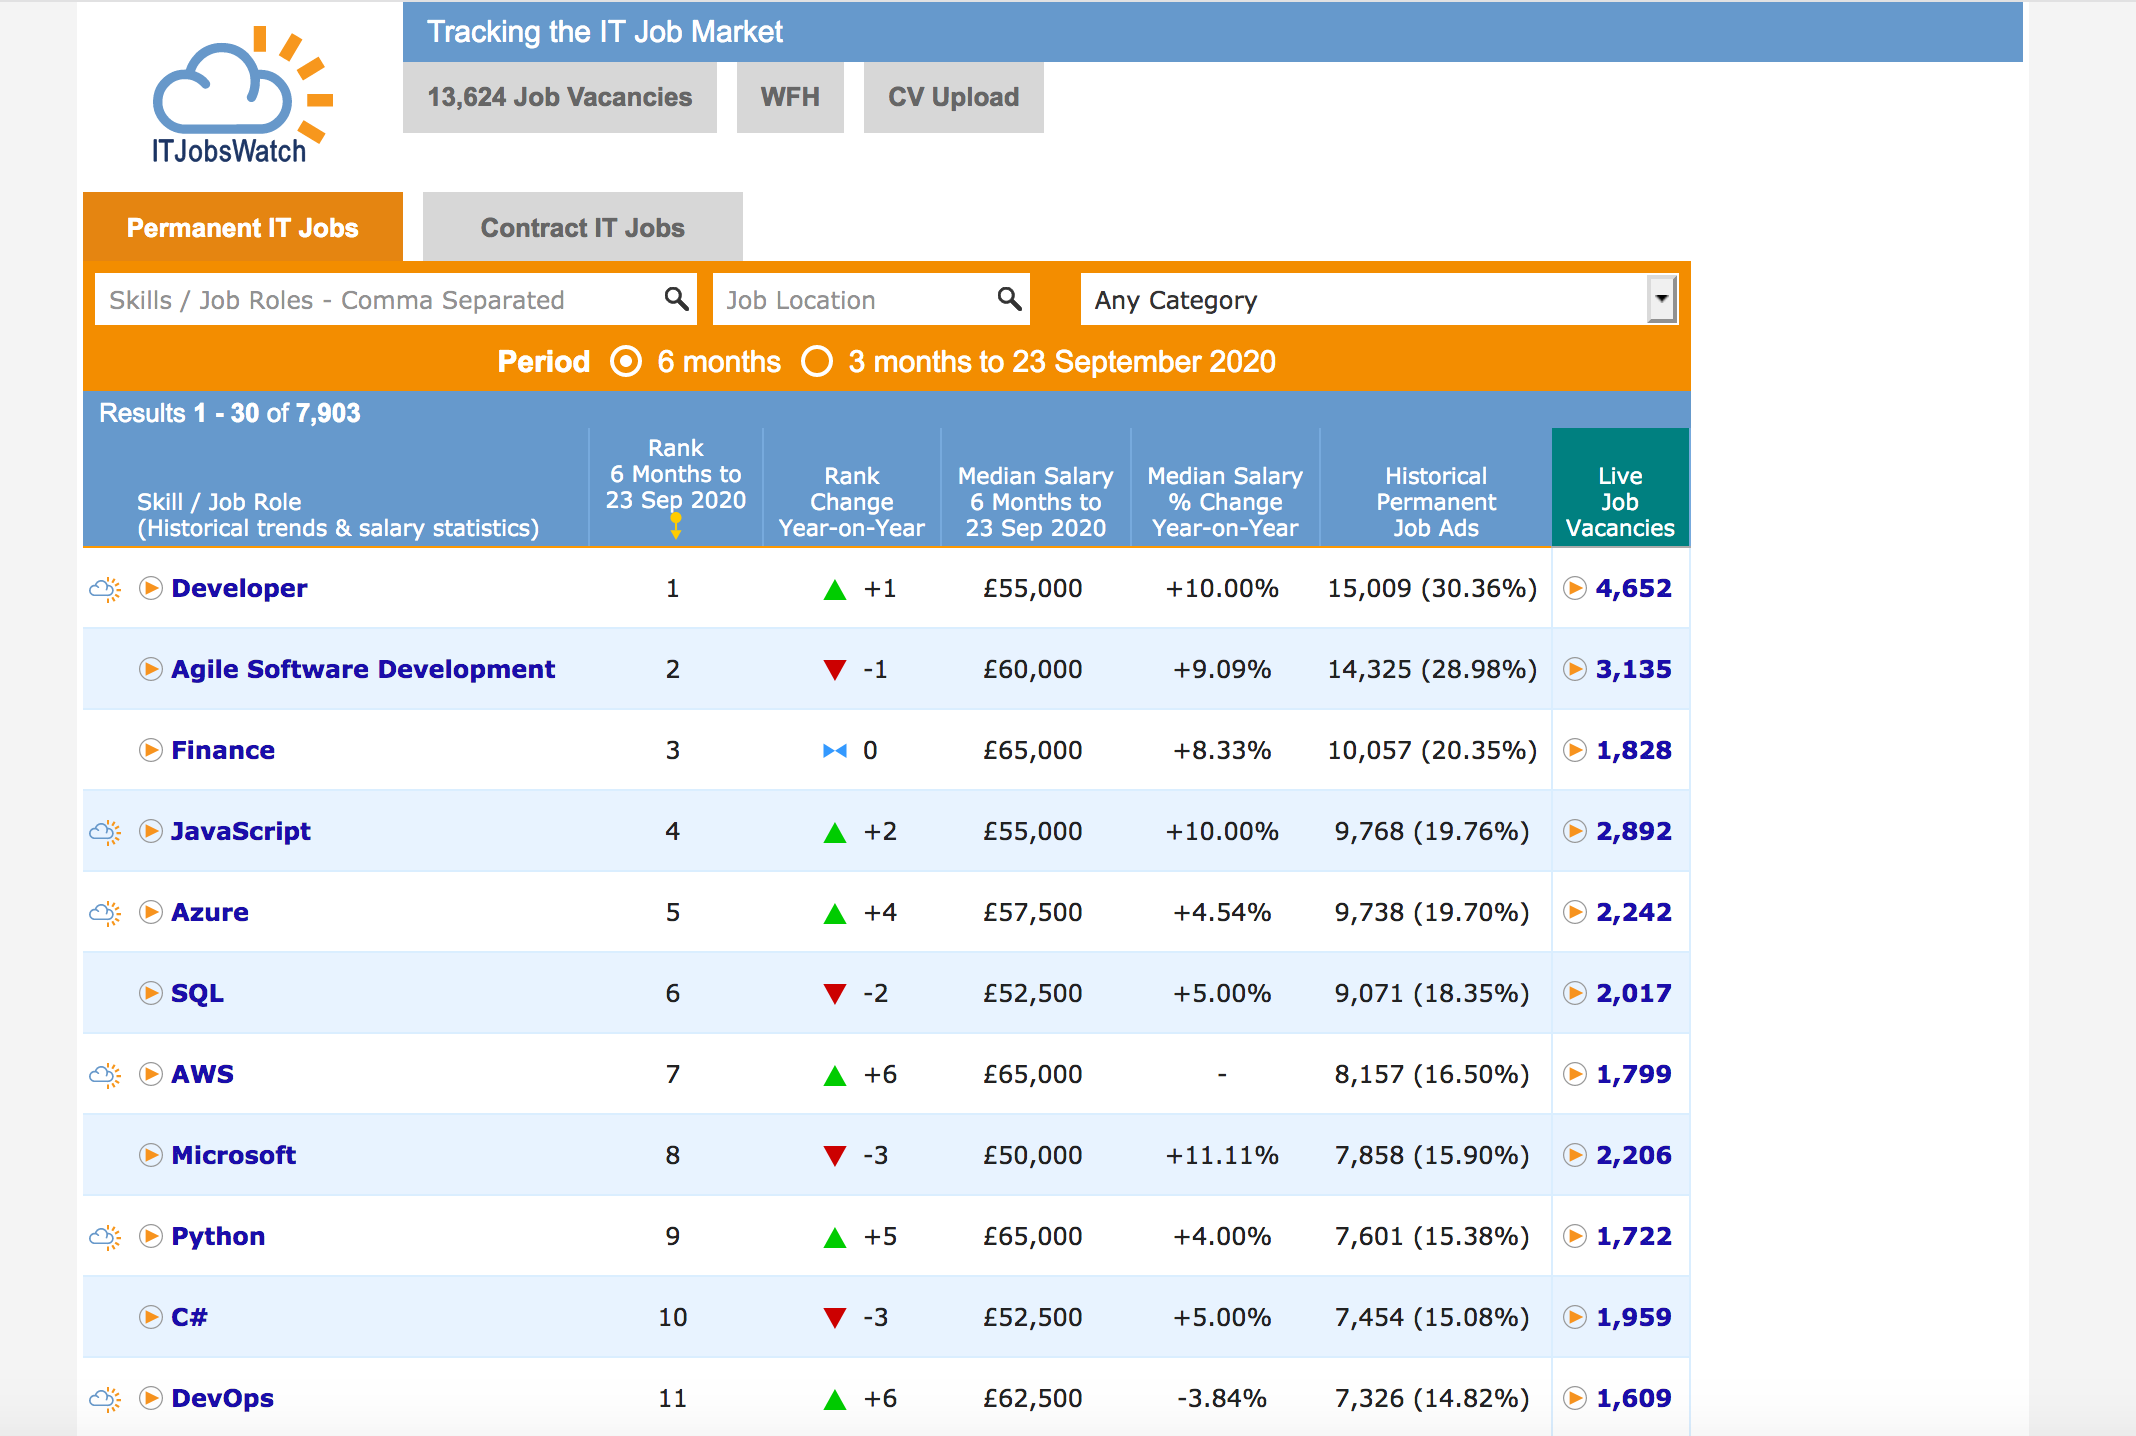 ITJobsWatch
Tracking the IT Job Market
13,624 Job Vacancies
WFH
CV Upload
Permanent IT Jobs
Contract IT Jobs
Skills / Job Roles - Comma Separated
Job Location
Any Category
Period 6 months 3 months to 23 September 2020
Results 1 - 30 of 7,903
Skill / Job Role
(Historical trends & salary statistics)
Rank
6 Months to
23 Sep 2020
Rank
Change
Year-on-Year
Median Salary
6 Months to
23 Sep 2020
Median Salary
% Change
Year-on-Year
Historical
Permanent
Job Ads
Live
Job
Vacancies
Developer 1 +1 £55,000 +10.00% 15,009 (30.36%) 4,652
Agile Software Development 2 -1 £60,000 +9.09% 14,325 (28.98%) 3,135
Finance 3 0 £65,000 +8.33% 10,057 (20.35%) 1,828
JavaScript 4 +2 £55,000 +10.00% 9,768 (19.76%) 2,892
Azure 5 +4 £57,500 +4.54% 9,738 (19.70%) 2,242
SQL 6 -2 £52,500 +5.00% 9,071 (18.35%) 2,017
AWS 7 +6 £65,000 - 8,157 (16.50%) 1,799
Microsoft 8 -3 £50,000 +11.11% 7,858 (15.90%) 2,206
Python 9 +5 £65,000 +4.00% 7,601 (15.38%) 1,722
C# 10 -3 £52,500 +5.00% 7,454 (15.08%) 1,959
DevOps 11 +6 £62,500 -3.84% 7,326 (14.82%) 1,609